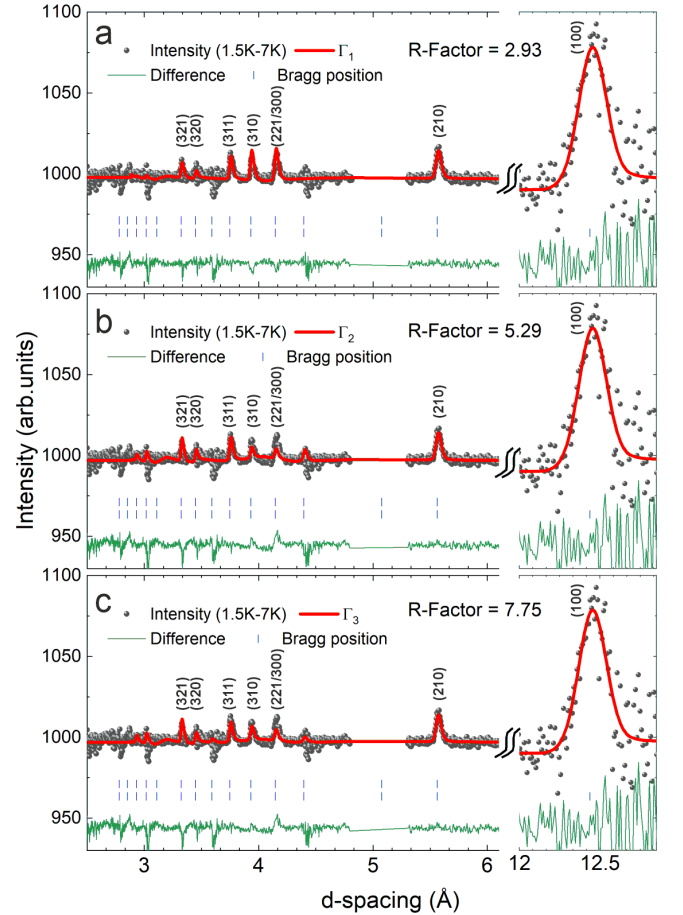 a
Intensity (1.5K-7K) Γ1
R-Factor = 2.93
Difference Bragg position
(321)
(320)
(311)
(310)
(221/300)
(210)
(100)
1100
1050
1000
950
1100
b
Intensity (1.5K-7K) Γ2
R-Factor = 5.29
Difference Bragg position
(321)
(320)
(311)
(310)
(221/300)
(210)
(100)
1050
1000
950
1100
Intensity (arb.units)
c
Intensity (1.5K-7K) Γ3
R-Factor = 7.75
Difference Bragg position
(321)
(320)
(311)
(310)
(221/300)
(210)
(100)
1050
1000
950
3 4 5 6 12 12.5
d-spacing (Å)